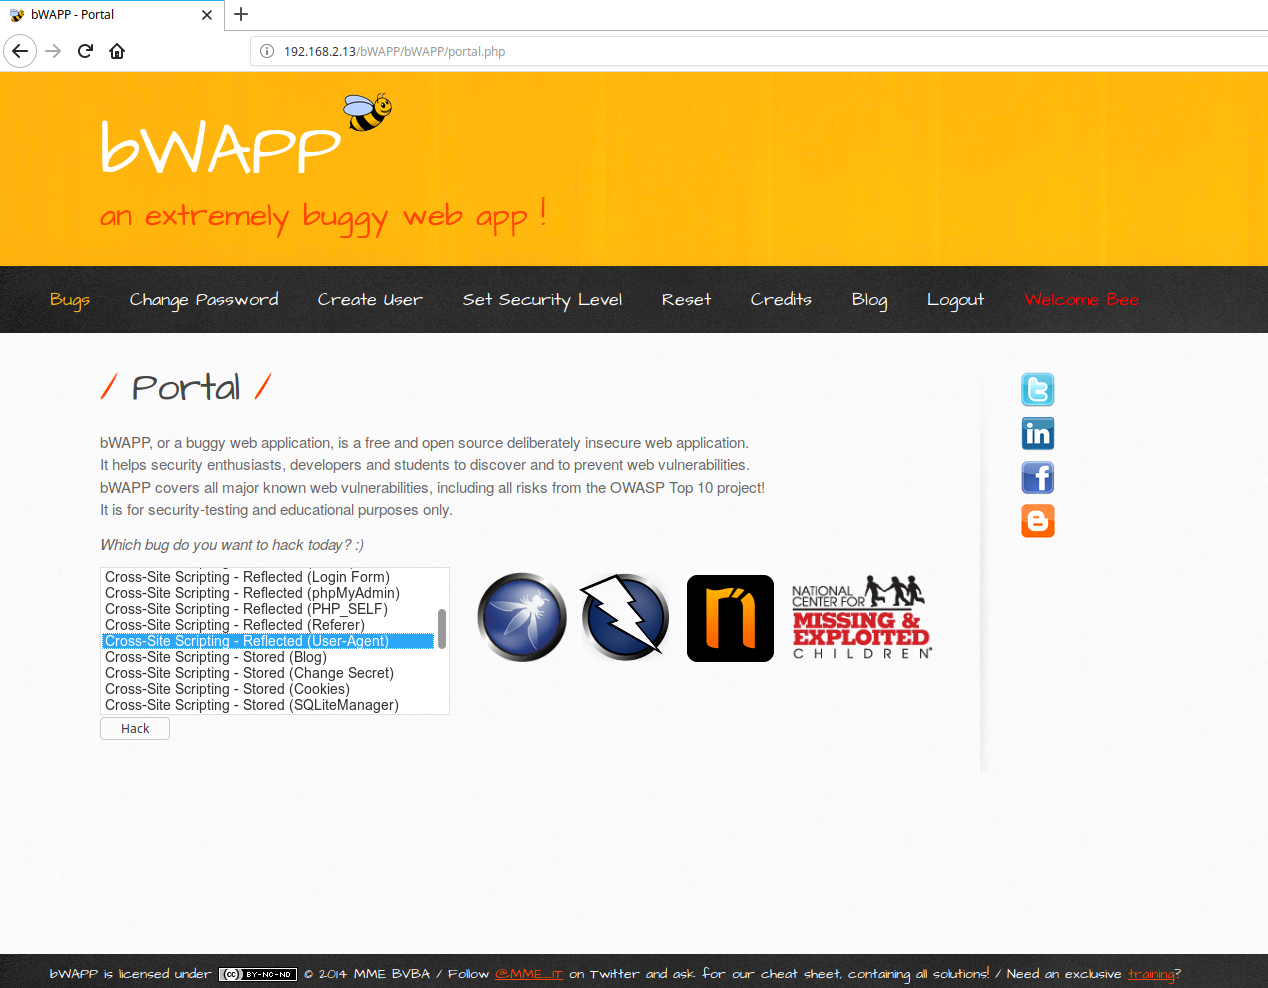 bWAPP - Portal
192.168.2.13/bWAPP/bWAPP/portal.php
bWAPP
an extremely buggy web app !
Bugs Change Password Create User Set Security Level Reset Credits Blog Logout Welcome Bee
/ Portal /
bWAPP, or a buggy web application, is a free and open source deliberately insecure web application.
It helps security enthusiasts, developers and students to discover and to prevent web vulnerabilities.
bWAPP covers all major known web vulnerabilities, including all risks from the OWASP Top 10 project!
It is for security-testing and educational purposes only.
Which bug do you want to hack today? :)
Cross-Site Scripting - Reflected (Login Form)
Cross-Site Scripting - Reflected (phpMyAdmin)
Cross-Site Scripting - Reflected (PHP_SELF)
Cross-Site Scripting - Reflected (Referer)
Cross-Site Scripting - Reflected (User-Agent)
Cross-Site Scripting - Stored (Blog)
Cross-Site Scripting - Stored (Change Secret)
Cross-Site Scripting - Stored (Cookies)
Cross-Site Scripting - Stored (SQLiteManager)
Hack
NATIONAL
CENTER FOR
MISSING &
EXPLOITED
CHILDREN®
bWAPP is licensed under (cc) BY-NC-ND © 2014 MME BVBA / Follow @MME_IT on Twitter and ask for our cheat sheet, containing all solutions! / Need an exclusive training?